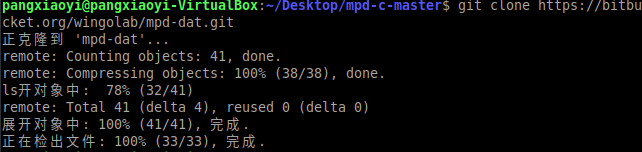 pangxiaoyi@pangxiaoyi-VirtualBox:~/Desktop/mpd-c-master$ git clone https://bitbu
cket.org/wingolab/mpd-dat.git
正克隆到 'mpd-dat'...
remote: Counting objects: 41, done.
remote: Compressing objects: 100% (38/38), done.
ls开对象中:  78% (32/41)
remote: Total 41 (delta 4), reused 0 (delta 0)
展开对象中: 100% (41/41), 完成.
正在检出文件: 100% (33/33), 完成.